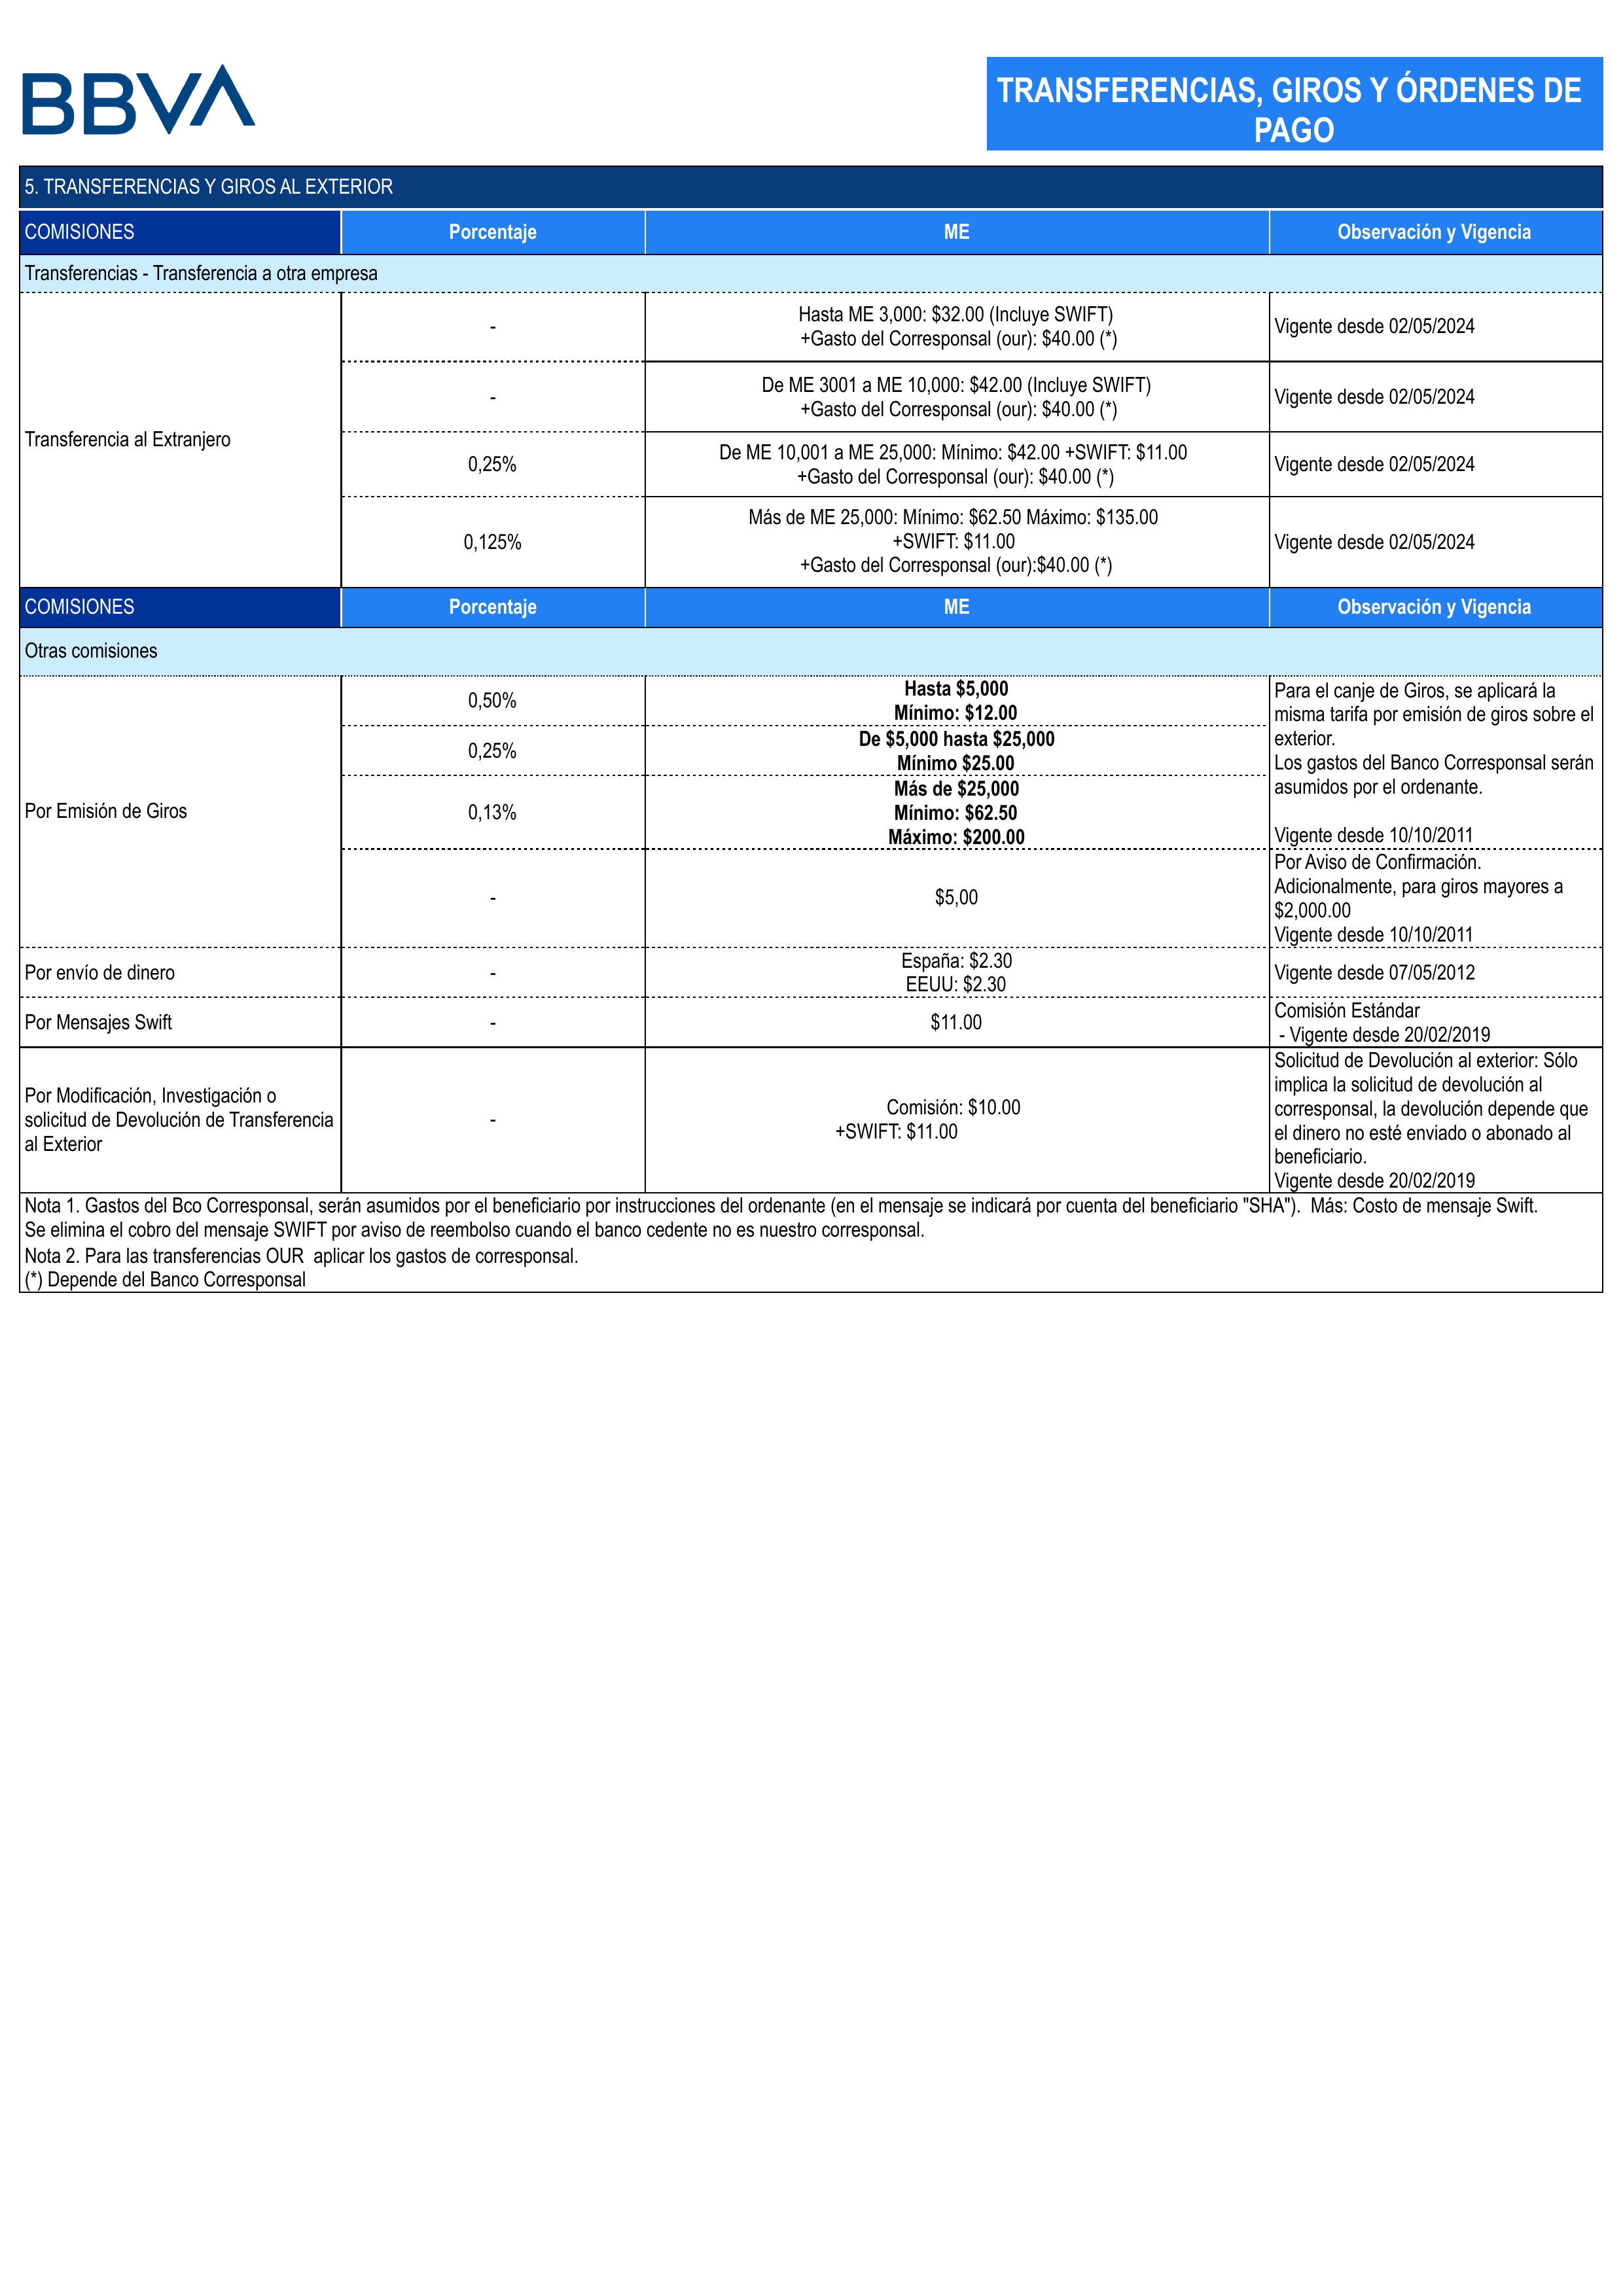 BBVA
TRANSFERENCIAS, GIROS Y ÓRDENES DE
PAGO
5. TRANSFERENCIAS Y GIROS AL EXTERIOR
COMISIONES Porcentaje ME Observación y Vigencia
Transferencias - Transferencia a otra empresa
Transferencia al Extranjero
-
Hasta ME 3,000: $32.00 (Incluye SWIFT)
+Gasto del Corresponsal (our): $40.00 (*)
Vigente desde 02/05/2024
-
De ME 3001 a ME 10,000: $42.00 (Incluye SWIFT)
+Gasto del Corresponsal (our): $40.00 (*)
Vigente desde 02/05/2024
0,25%
De ME 10,001 a ME 25,000: Mínimo: $42.00 +SWIFT: $11.00
+Gasto del Corresponsal (our): $40.00 (*)
Vigente desde 02/05/2024
0,125%
Más de ME 25,000: Mínimo: $62.50 Máximo: $135.00
+SWIFT: $11.00
+Gasto del Corresponsal (our):$40.00 (*)
Vigente desde 02/05/2024
COMISIONES Porcentaje ME Observación y Vigencia
Otras comisiones
Por Emisión de Giros
0,50%
Hasta $5,000
Mínimo: $12.00
0,25%
De $5,000 hasta $25,000
Mínimo $25.00
0,13%
Más de $25,000
Mínimo: $62.50
Máximo: $200.00
Para el canje de Giros, se aplicará la
misma tarifa por emisión de giros sobre el
exterior.
Los gastos del Banco Corresponsal serán
asumidos por el ordenante.
Vigente desde 10/10/2011
-
$5,00
Por Aviso de Confirmación.
Adicionalmente, para giros mayores a
$2,000.00
Vigente desde 10/10/2011
Por envío de dinero
-
España: $2.30
EEUU: $2.30
Vigente desde 07/05/2012
Por Mensajes Swift
-
$11.00
Comisión Estándar
- Vigente desde 20/02/2019
Por Modificación, Investigación o
solicitud de Devolución de Transferencia
al Exterior
-
Comisión: $10.00
+SWIFT: $11.00
Solicitud de Devolución al exterior: Sólo
implica la solicitud de devolución al
corresponsal, la devolución depende que
el dinero no esté enviado o abonado al
beneficiario.
Vigente desde 20/02/2019
Nota 1. Gastos del Bco Corresponsal, serán asumidos por el beneficiario por instrucciones del ordenante (en el mensaje se indicará por cuenta del beneficiario "SHA"). Más: Costo de mensaje Swift.
Se elimina el cobro del mensaje SWIFT por aviso de reembolso cuando el banco cedente no es nuestro corresponsal.
Nota 2. Para las transferencias OUR aplicar los gastos de corresponsal.
(*) Depende del Banco Corresponsal